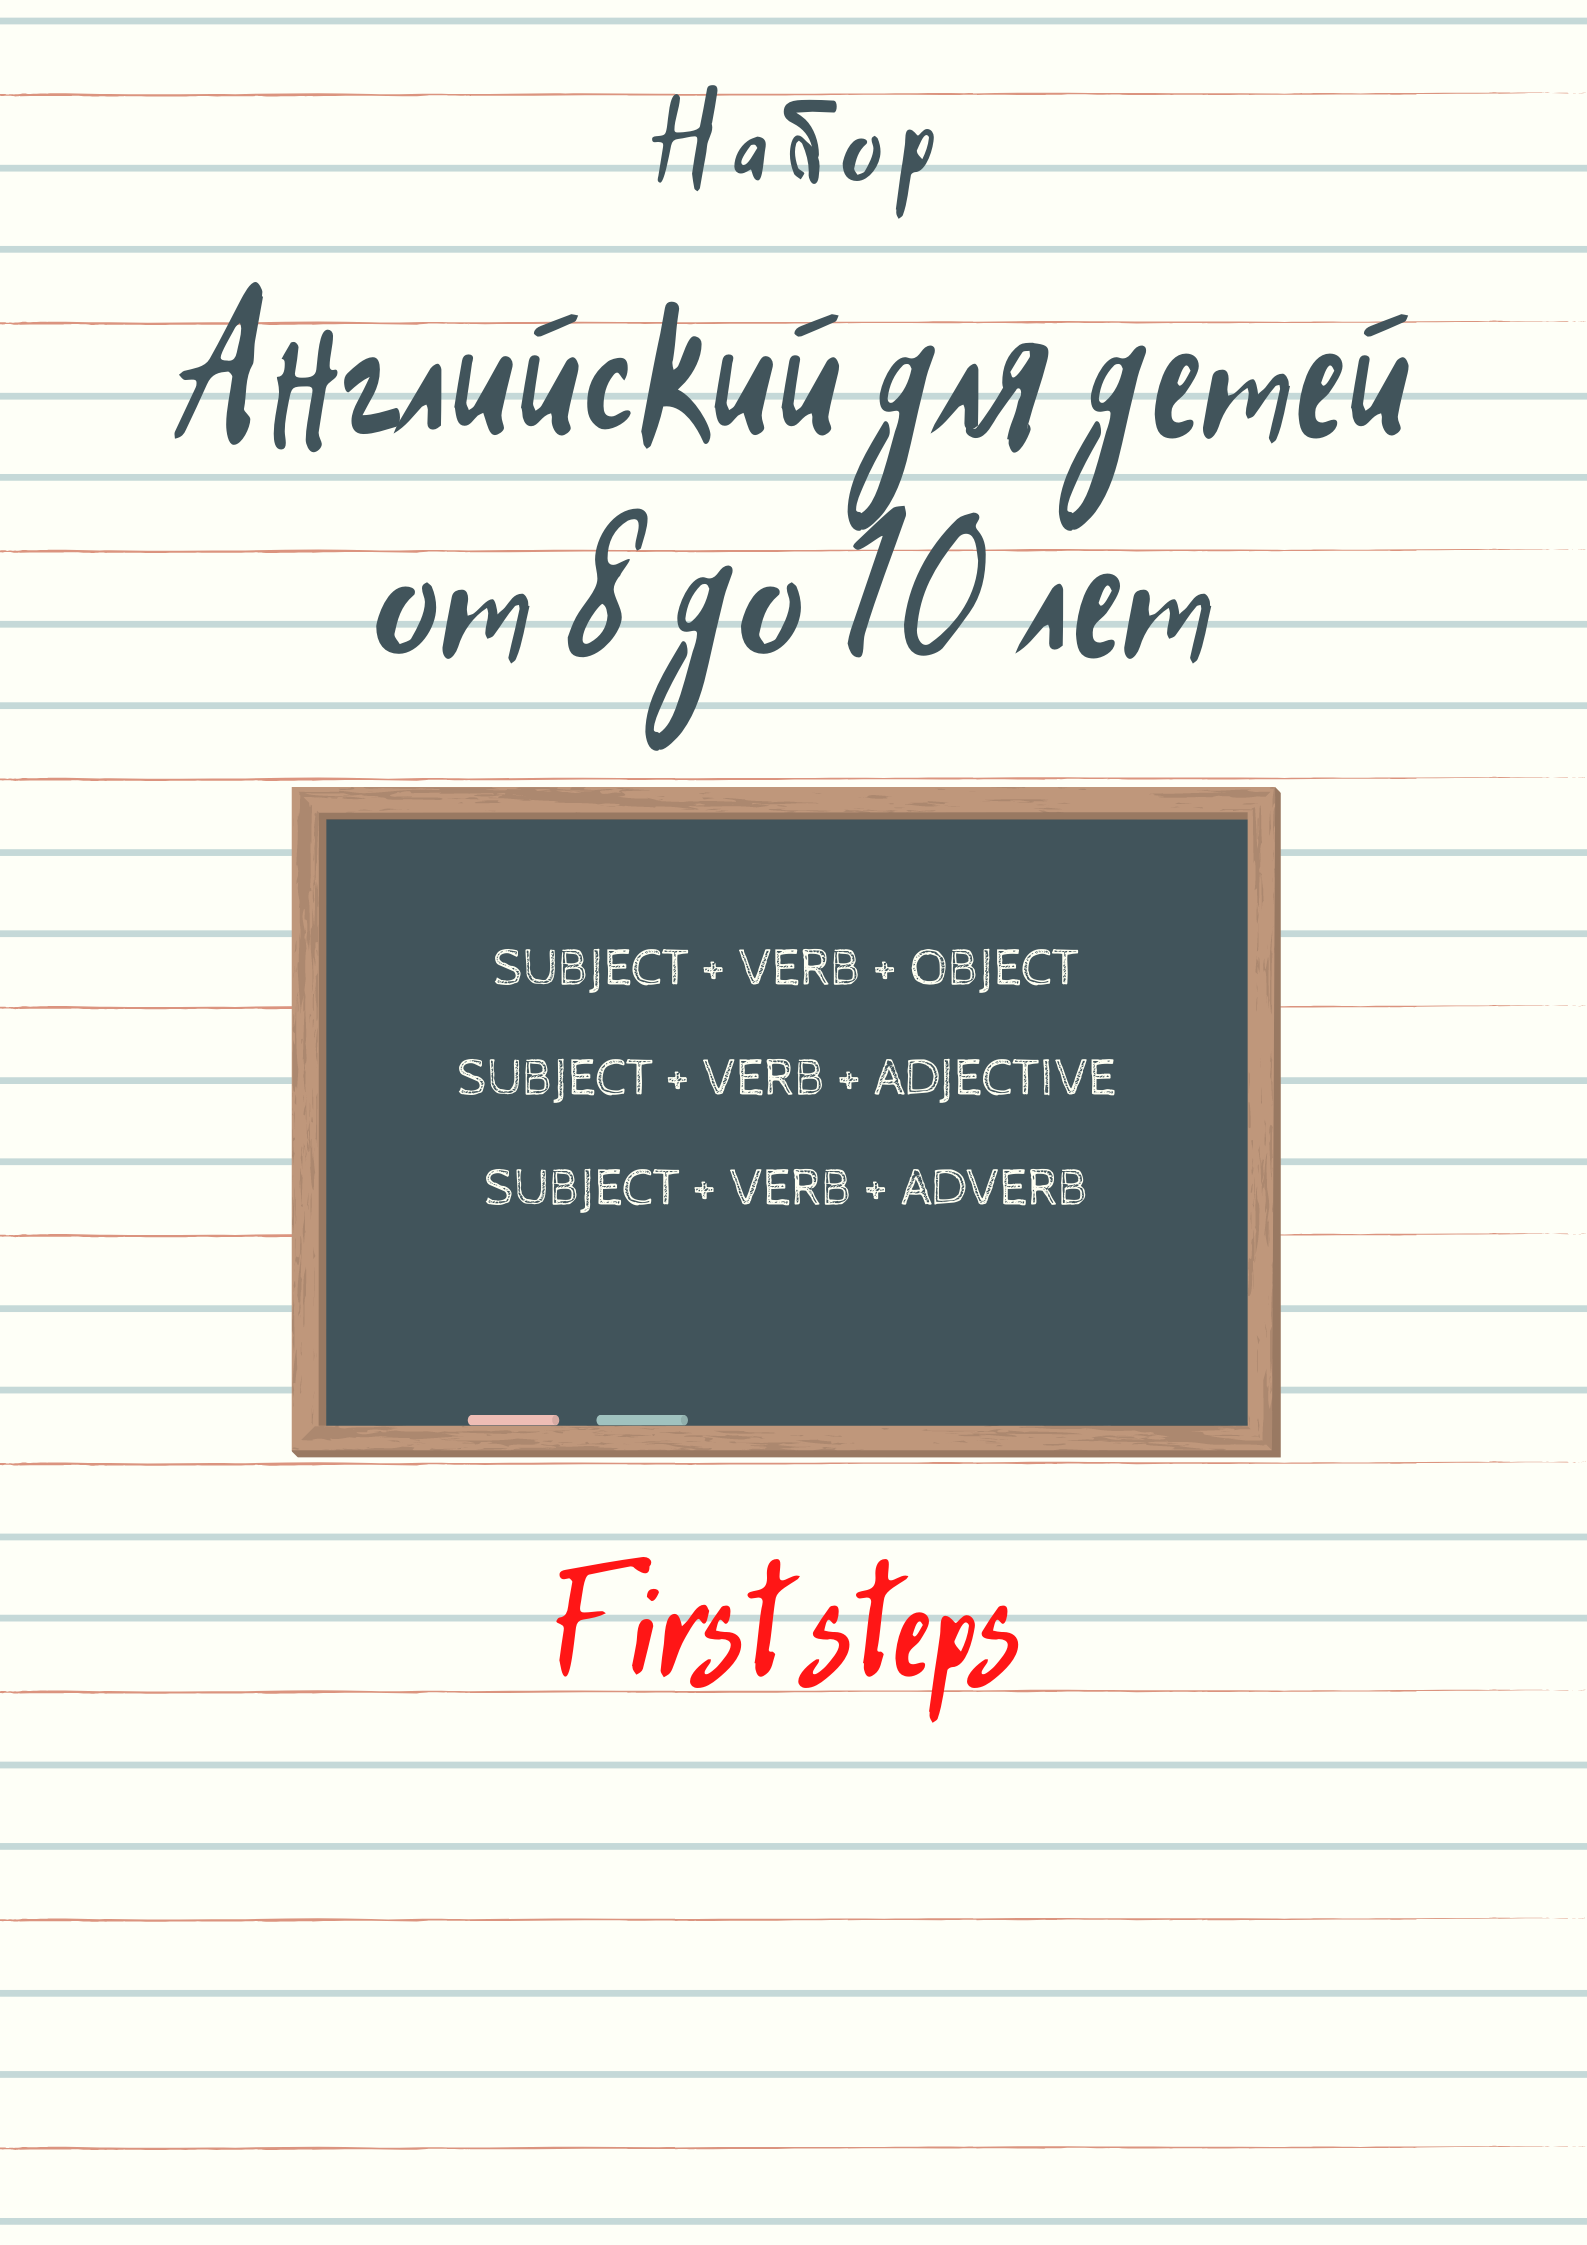 Набор
Английский для детей
от 8 до 10 лет
SUBJECT + VERB + OBJECT
SUBJECT + VERB + ADJECTIVE
SUBJECT + VERB + ADVERB
First steps